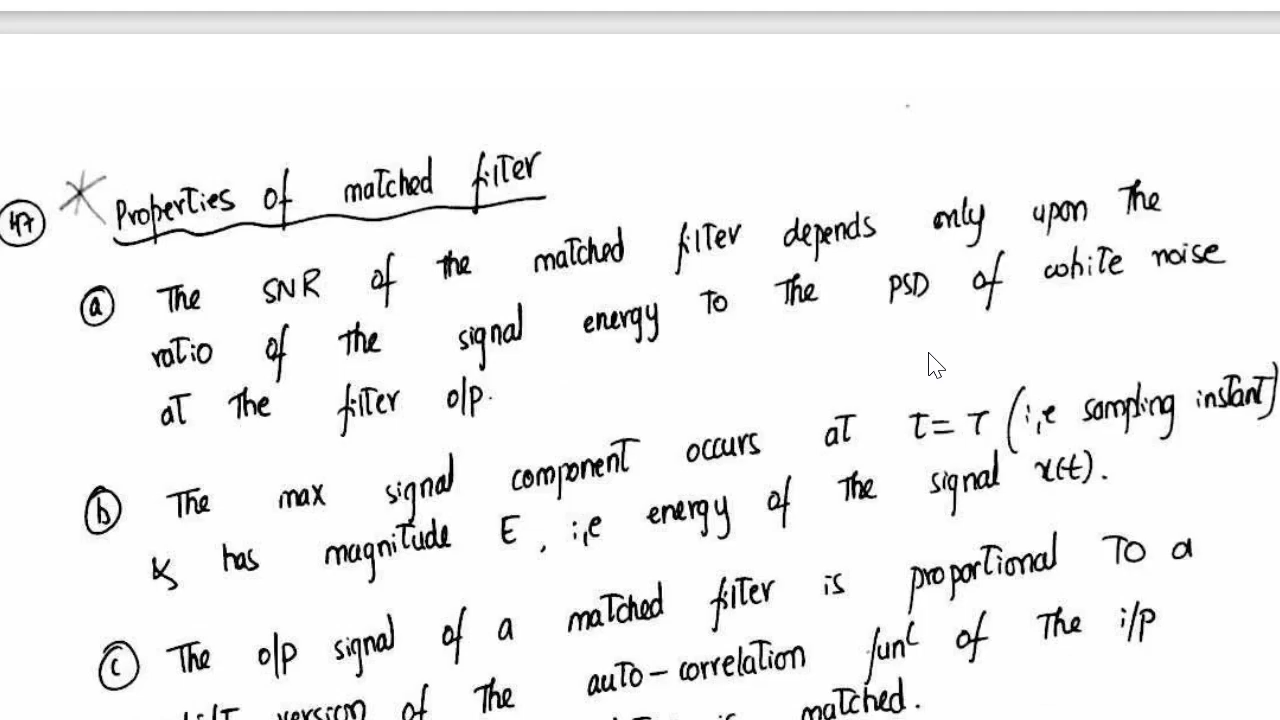 47 * Properties of matched filter
(a) The SNR of the matched filter depends only upon the
ratio of the signal energy to the PSD of white noise
at the filter o/p.
(b) The max signal component occurs at t = T (i,e sampling instant)
& has magnitude E, i,e energy of the signal x(t).
(c) The o/p signal of a matched filter is proportional to a
version of the auto-correlation func of the i/p
matched.